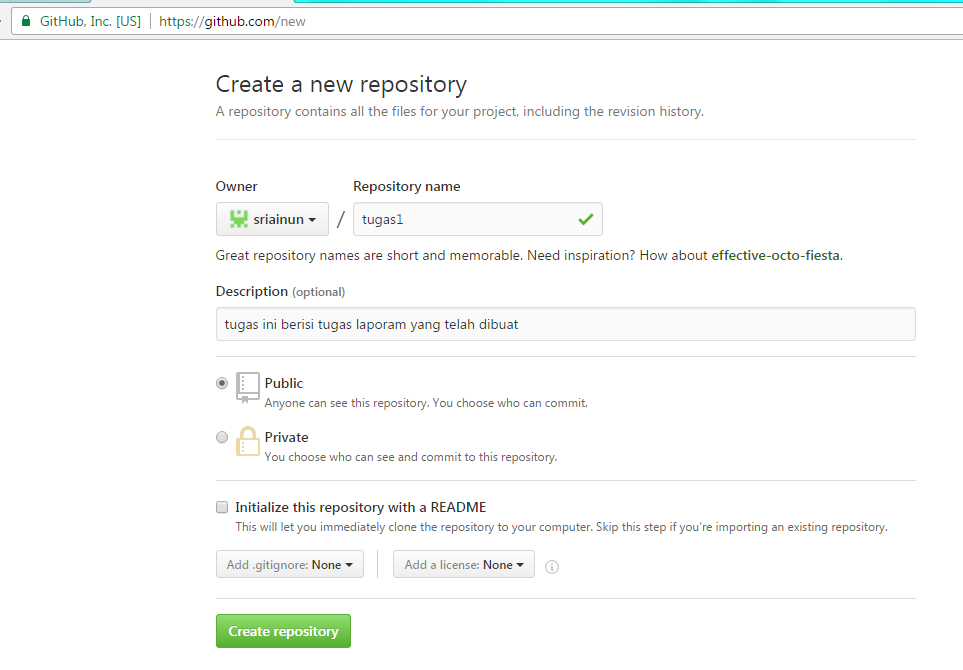 GitHub, Inc. [US] https://github.com/new
Create a new repository
A repository contains all the files for your project, including the revision history.
Owner Repository name
sriainun / tugas1
Great repository names are short and memorable. Need inspiration? How about effective-octo-fiesta.
Description (optional)
tugas ini berisi tugas laporam yang telah dibuat
Public
Anyone can see this repository. You choose who can commit.
Private
You choose who can see and commit to this repository.
Initialize this repository with a README
This will let you immediately clone the repository to your computer. Skip this step if you're importing an existing repository.
Add .gitignore: None Add a license: None
Create repository